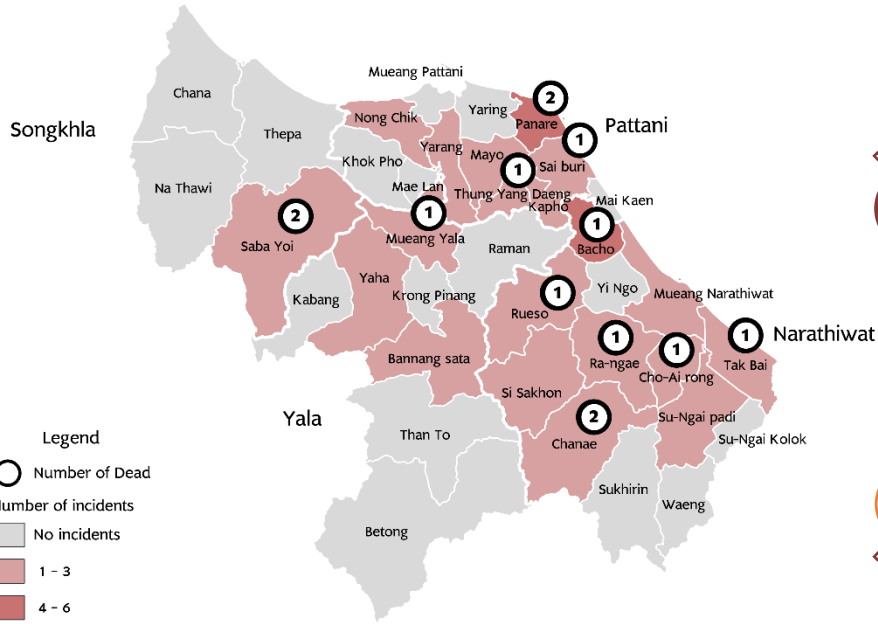 Mueang Pattani
Chana
Yaring
2
Panare
Songkhla
Nong Chik
Pattani
Thepa
1
Yarang
Mayo
Khok Pho
1
Sai buri
Na Thawi
Mae Lan
Thung Yang Daeng
Mai Kaen
Kapho
2
1
1
Saba Yoi
Mueang Yala
Raman
Bacho
Yaha
Kabang
Krong Pinang
1
Yi Ngo
Mueang Narathiwat
Rueso
1
1
1
Narathiwat
Bannang sata
Ra-ngae
Cho-Ai rong
Tak Bai
Si Sakhon
Yala
2
Su-Ngai padi
Than To
Chanae
Su-Ngai Kolok
Legend
Number of Dead
Sukhirin
Waeng
umber of incidents
No incidents
Betong
1 - 3
4 - 6